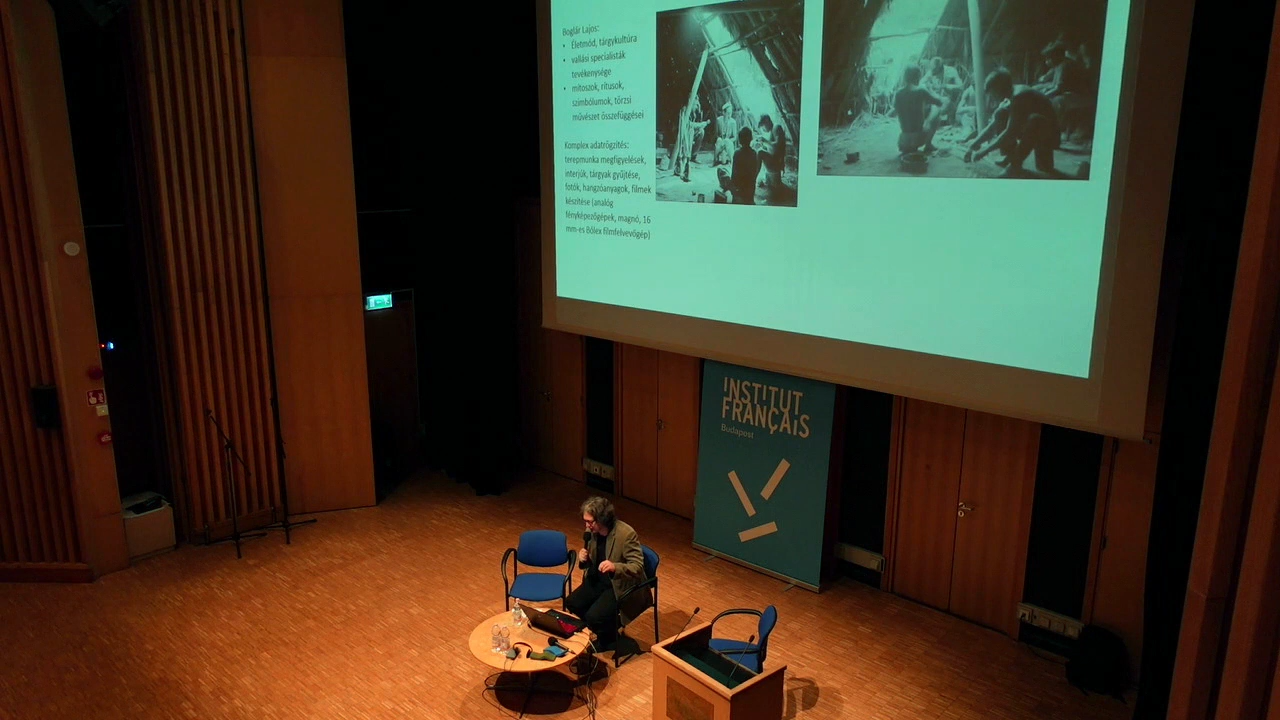 Boglár Lajos:
• Életmód, tárgykultúra
• vallási specialisták
tevékenysége
• mítoszok, rítusok,
szimbólumok, törzsi
művészet összefüggései
Komplex adatrögzítés:
terepmunka megfigyelések,
interjúk, tárgyak gyűjtése,
fotók, hangzóanyagok, filmek
készítése (analóg
fényképezőgépek, magnó, 16
mm-es Bólex filmfelvevőgép)
INSTITUT
FRANÇAIS
Budapest